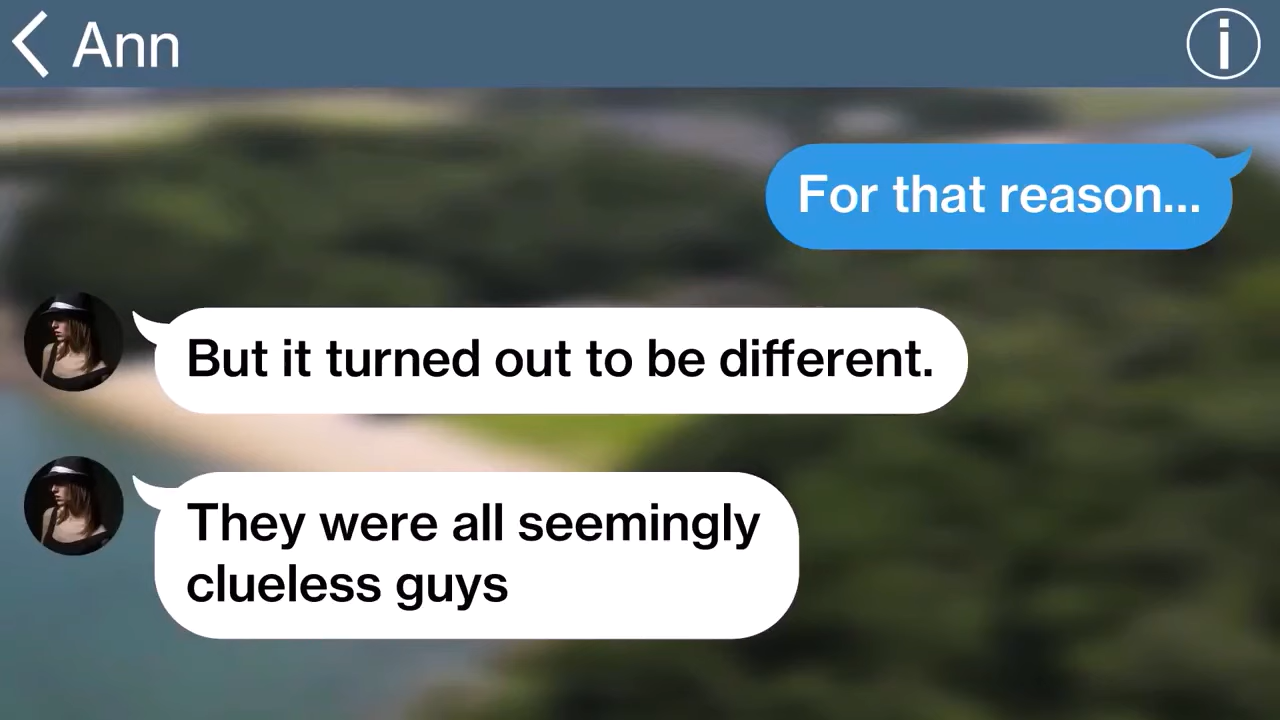 Ann
For that reason...
But it turned out to be different.
They were all seemingly
clueless guys